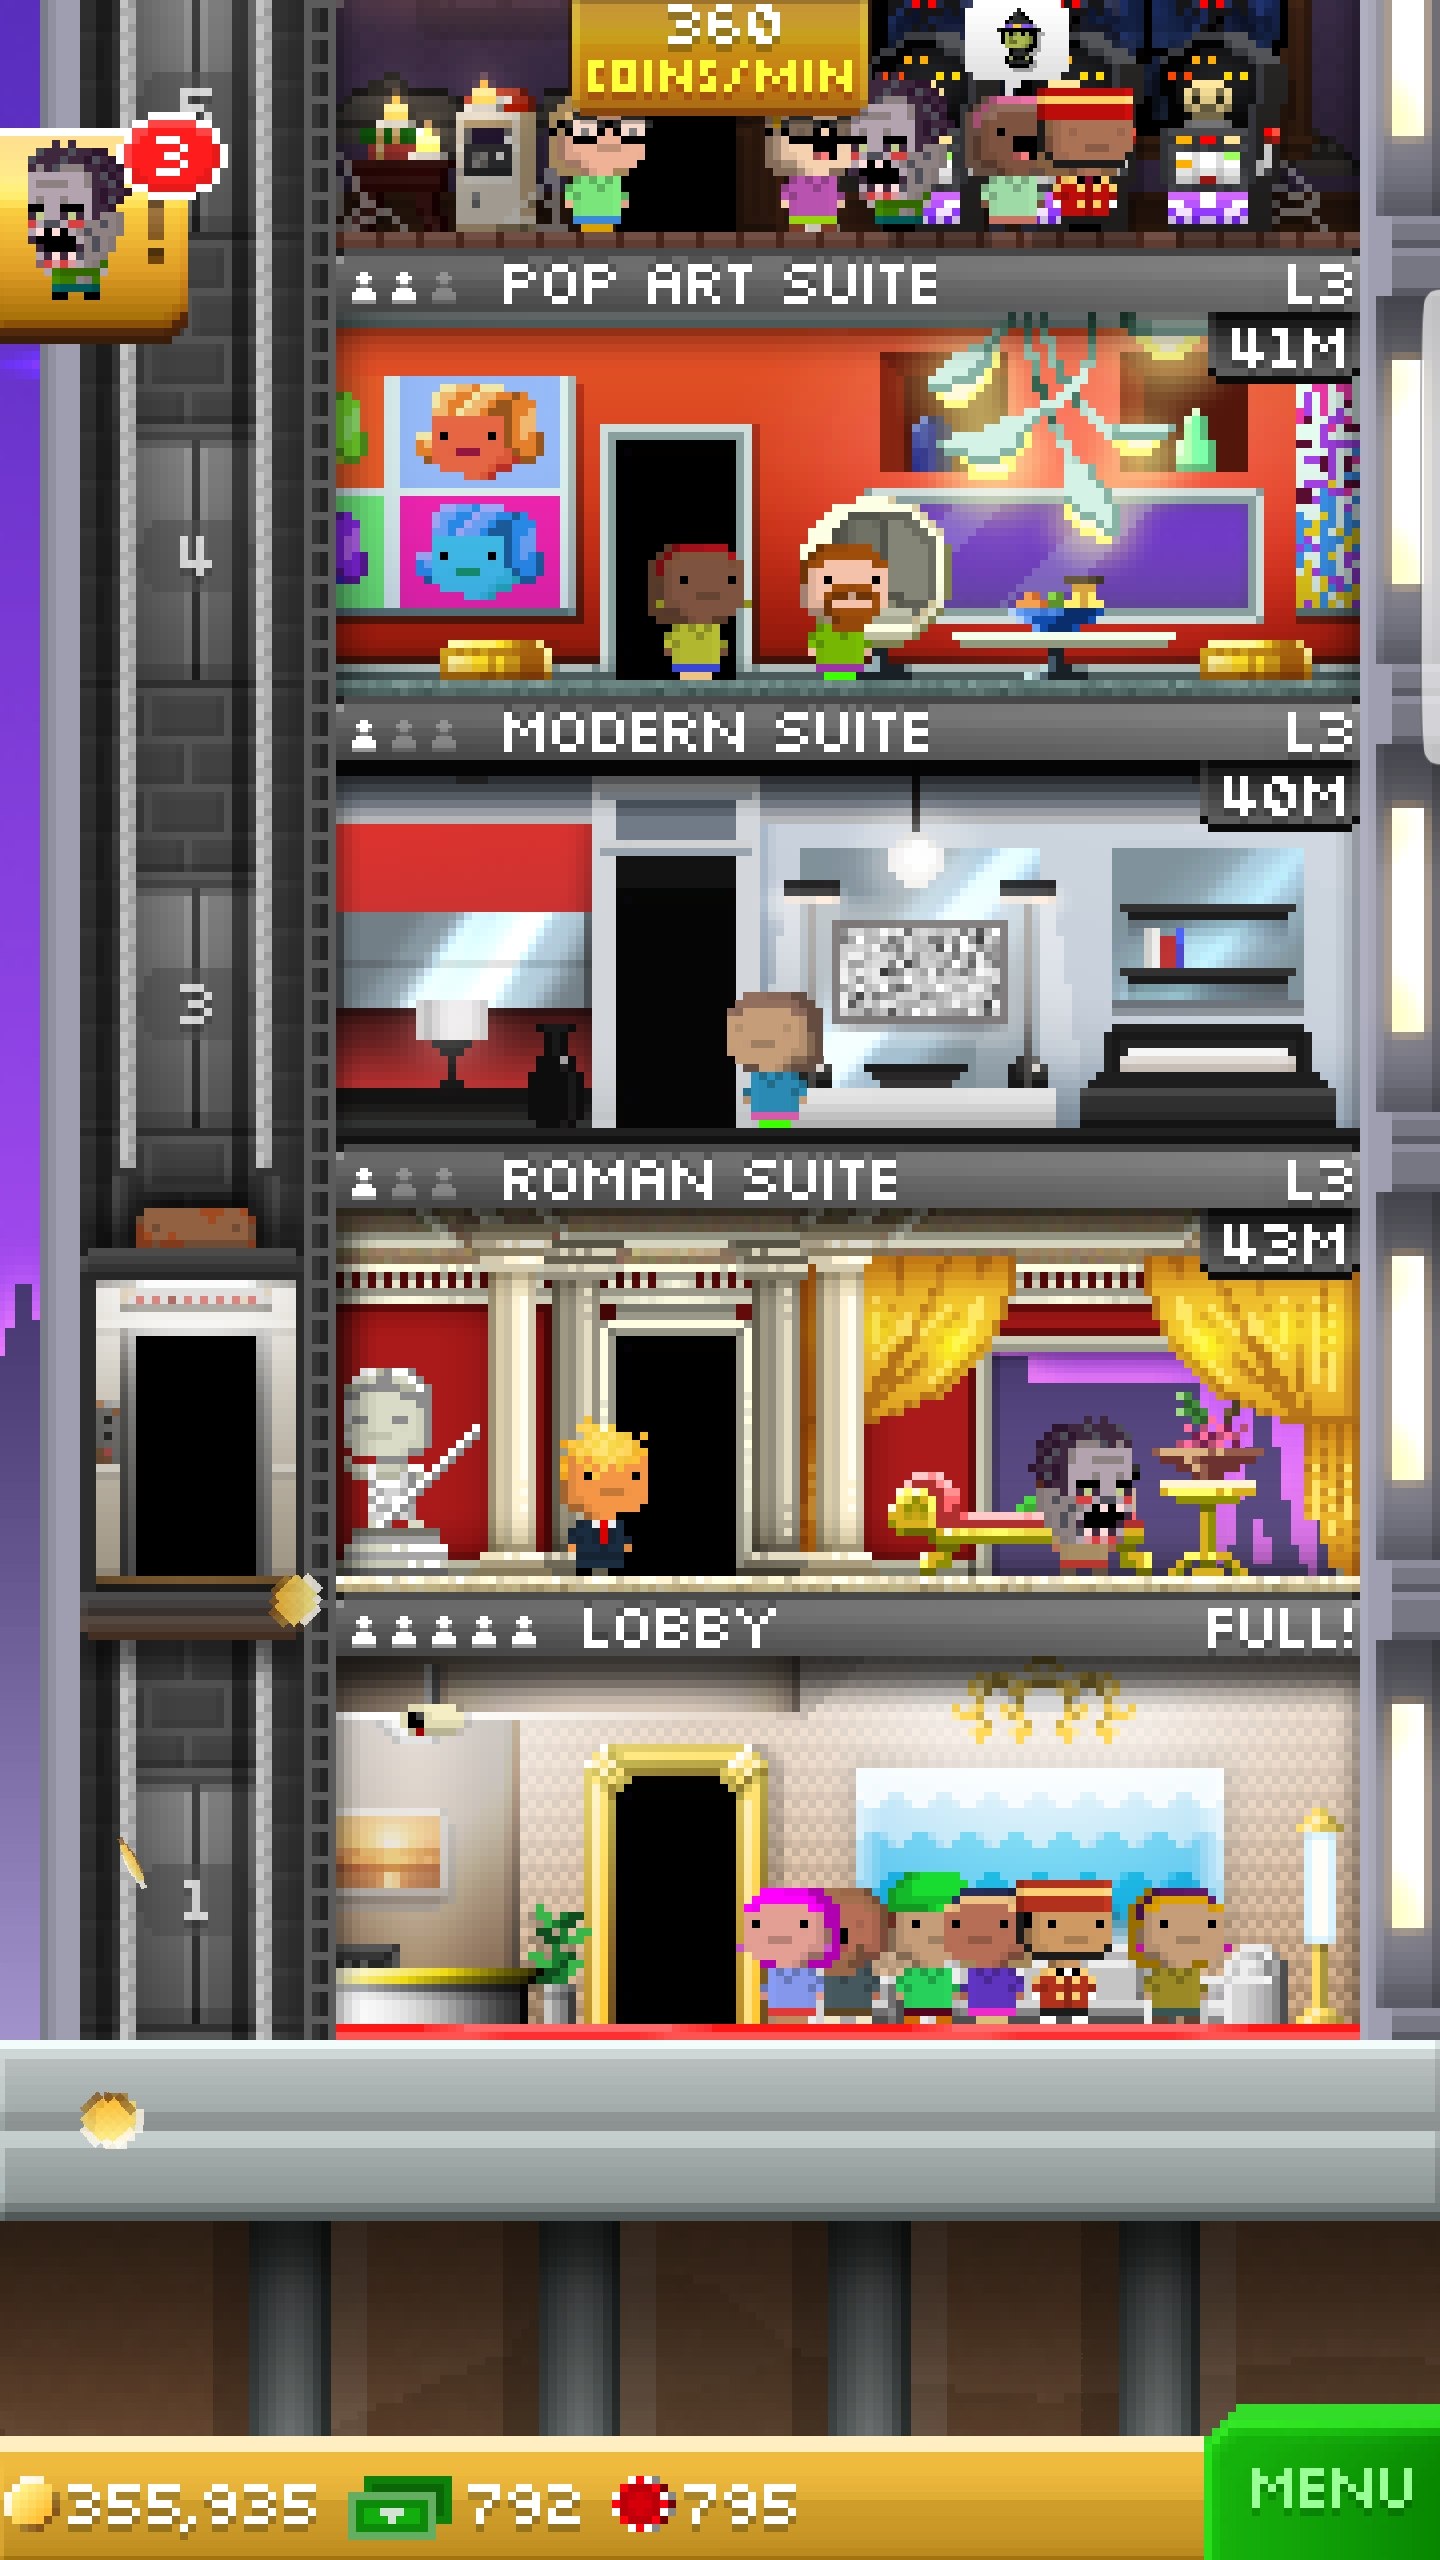 360
COINS/MIN
5
3
!
POP ART SUITE L3
41M
4
MODERN SUITE L3
40M
3
ROMAN SUITE L3
43M
LOBBY FULL!
1
355,935 792 795
MENU